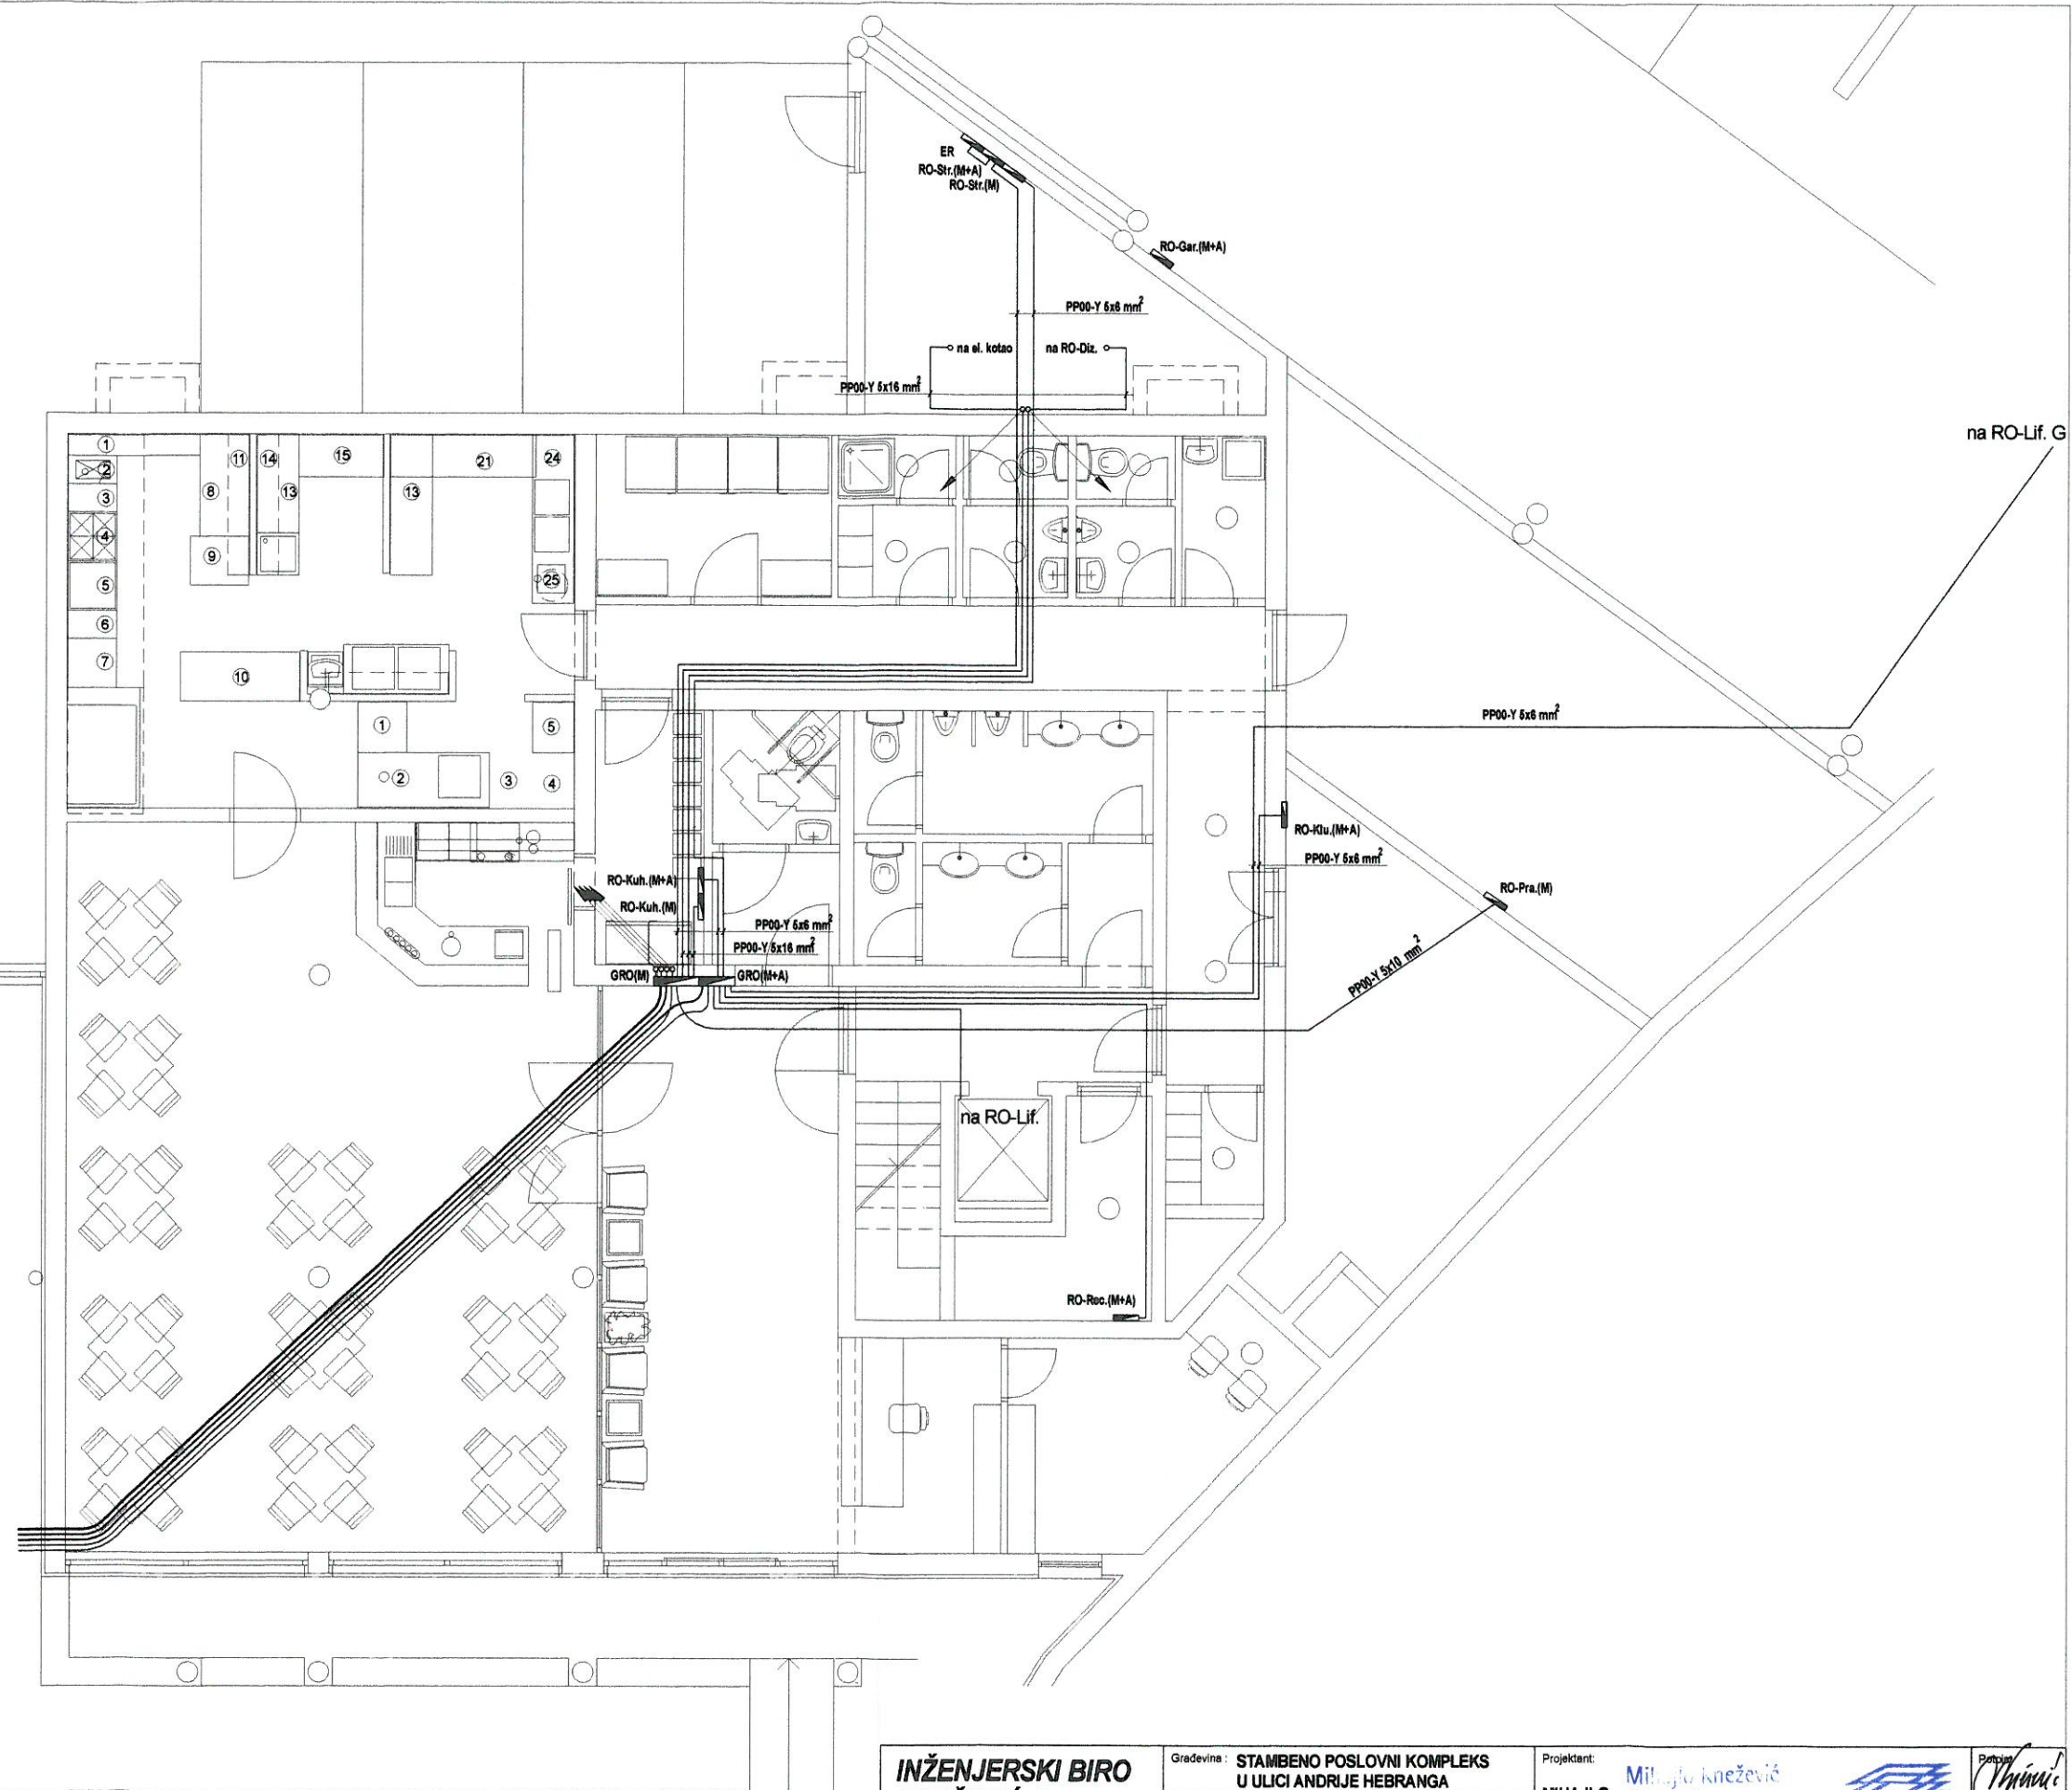 ER
RO-Str.(M+A)
RO-Str.(M)
RO-Gar.(M+A)
PP00-Y 5x6 mm²
na el. kotao
na RO-Diz.
PP00-Y 5x16 mm²
na RO-Lif. G
1
11
14
15
21
24
2
3
8
13
13
4
9
5
25
6
7
10
1
5
2
3
4
PP00-Y 5x6 mm²
RO-Klu.(M+A)
PP00-Y 5x6 mm²
RO-Kuh.(M+A)
RO-Pra.(M)
RO-Kuh.(M)
PP00-Y 5x6 mm²
PP00-Y 5x16 mm²
GRO(M)
GRO(M+A)
PP00-Y 5x10 mm²
na RO-Lif.
RO-Rec.(M+A)
INŽENJERSKI BIRO
Građevina : STAMBENO POSLOVNI KOMPLEKS
U ULICI ANDRIJE HEBRANGA
Projektant:
Mihajlo Knežević
Potpis